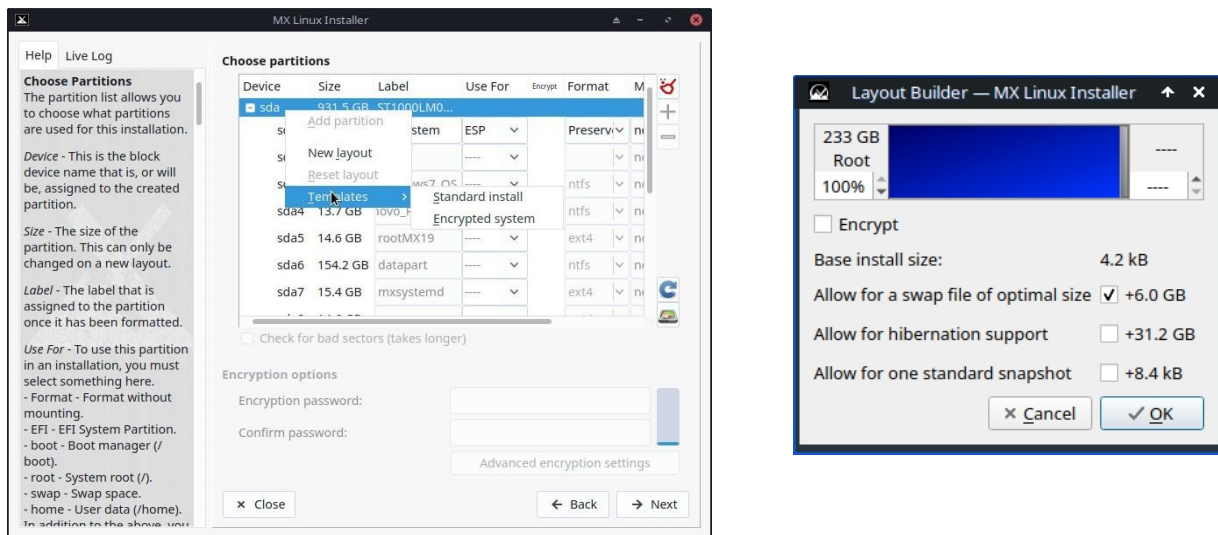 MX Linux Installer
Help Live Log
Choose Partitions
The partition list allows you
to choose what partitions
are used for this installation.
Device - This is the block
device name that is, or will
be, assigned to the created
partition.
Size - The size of the
partition. This can only be
changed on a new layout.
Label - The label that is
assigned to the partition
once it has been formatted.
Use For - To use this partition
in an installation, you must
select something here.
- Format - Format without
mounting.
- EFI - EFI System Partition.
- boot - Boot manager (/
boot).
- root - System root (/).
- swap - Swap space.
- home - User data (/home).
In addition to the above, you
Choose partitions
Device Size Label Use For Encrypt Format M
sda 931.5 GB ST1000LM0...
Add partition
stem ESP Preserv
New layout
----
Reset layout
ws7_OS ---- ntfs
Templates Standard install
sda4 13.7 GB ntfs
Encrypted system
sda5 14.6 GB rootMX19 ---- ext4
sda6 154.2 GB datapart ---- ntfs
sda7 15.4 GB mxsystemd ---- ext4
Check for bad sectors (takes longer)
Encryption options
Encryption password:
Confirm password:
Advanced encryption settings
Close Back Next
Layout Builder — MX Linux Installer
233 GB
Root
100%
----
----
Encrypt
Base install size: 4.2 kB
Allow for a swap file of optimal size +6.0 GB
Allow for hibernation support +31.2 GB
Allow for one standard snapshot +8.4 kB
Cancel OK